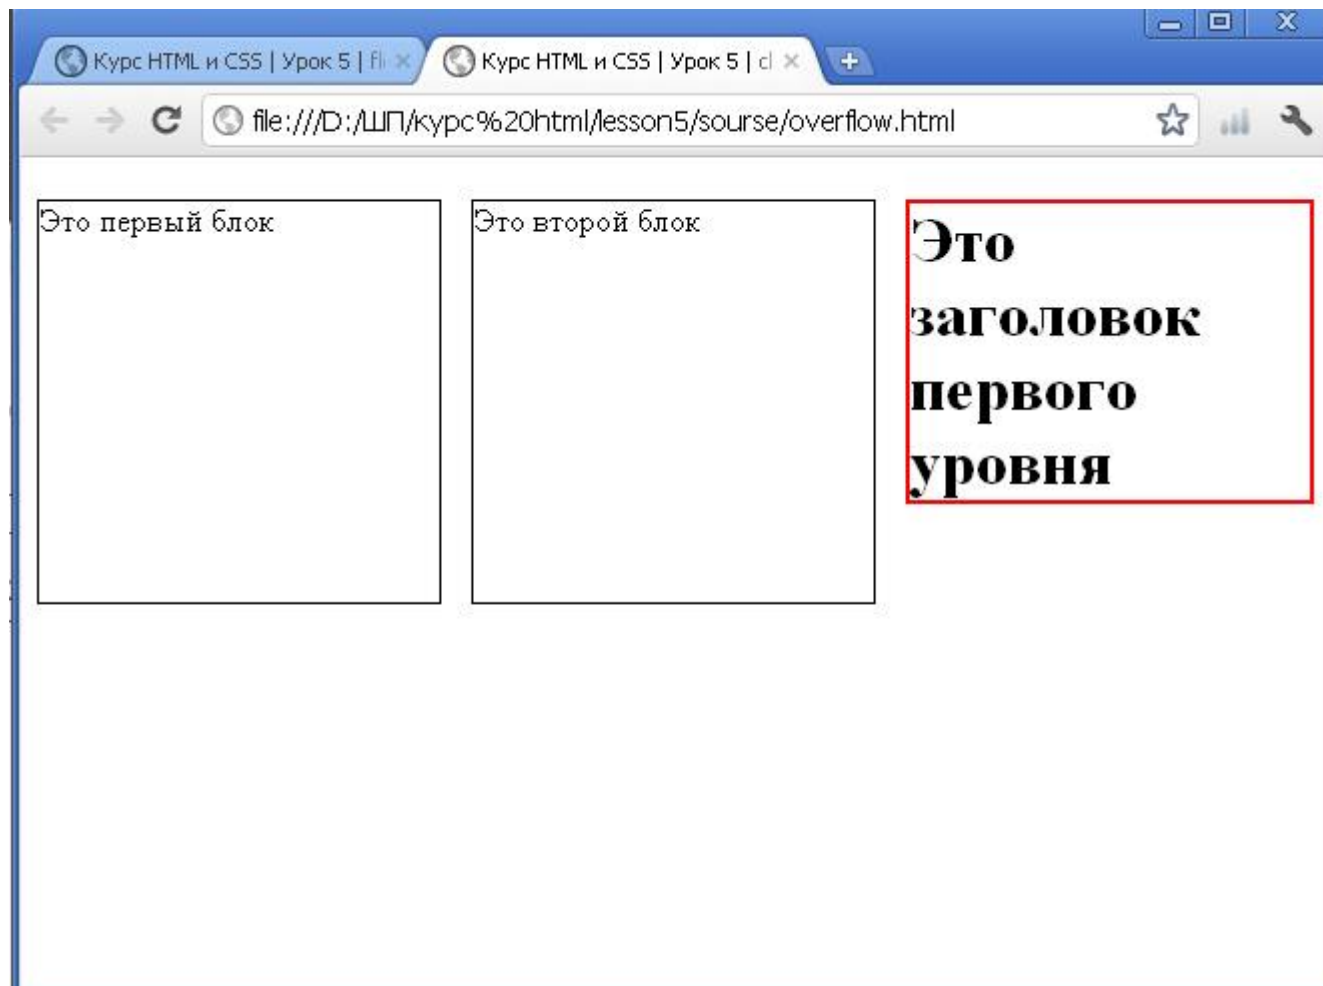 Курс HTML и CSS | Урок 5 | fl
Курс HTML и CSS | Урок 5 | cl
file:///D:/ШП/курс%20html/lesson5/sourse/overflow.html
Это первый блок
Это второй блок
Это
заголовок
первого
уровня